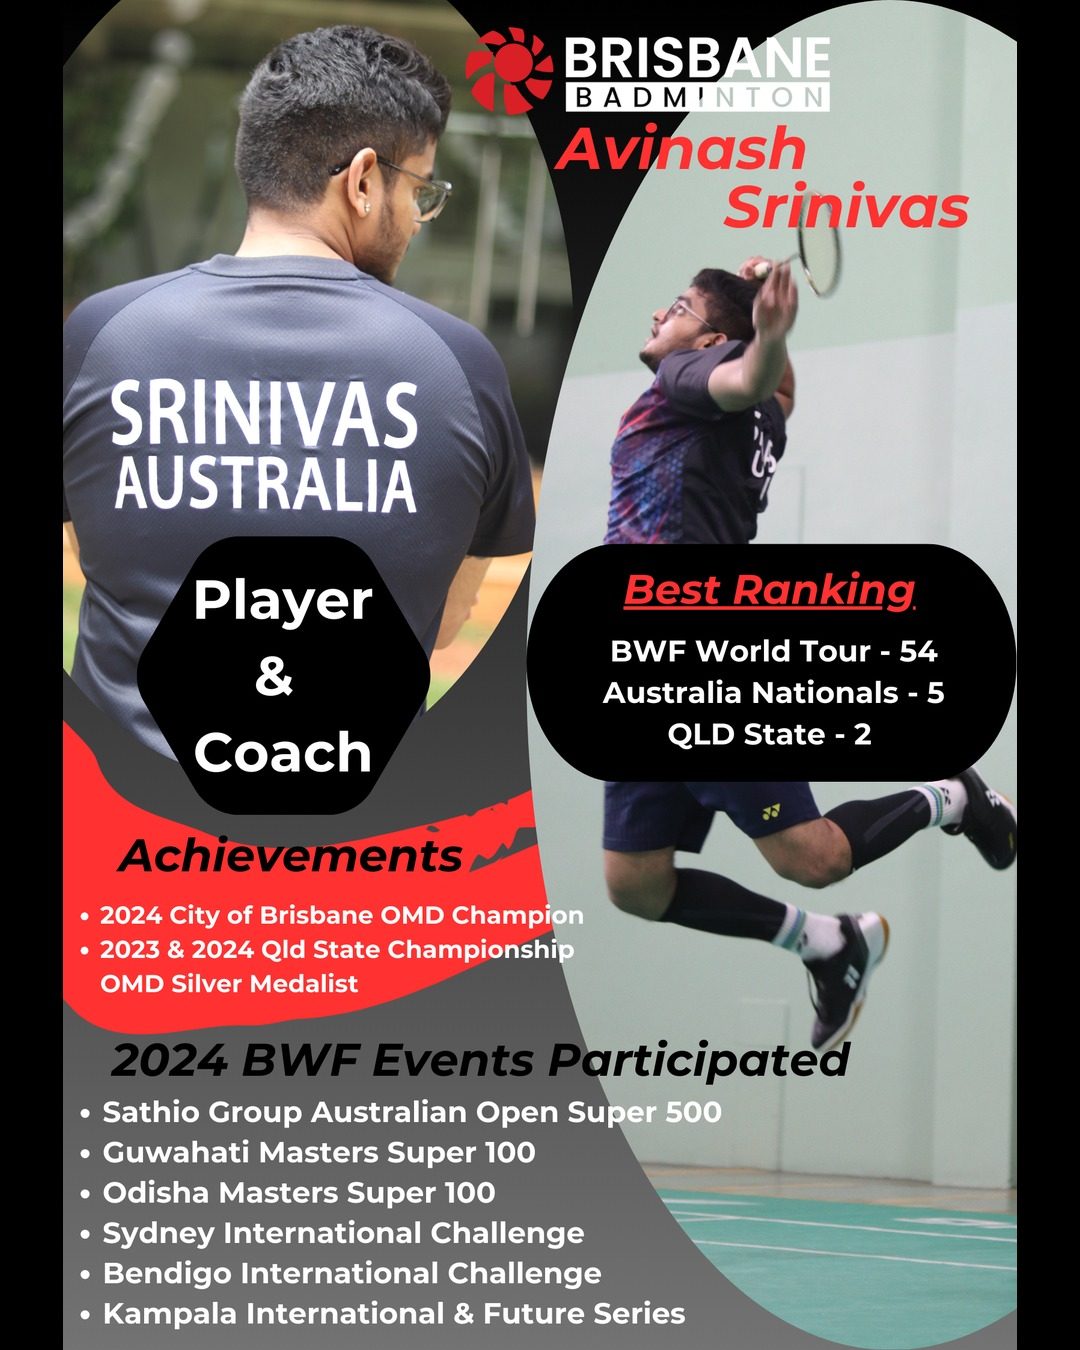 BRISBANE
BADMINTON
Avinash
Srinivas
SRINIVAS
AUSTRALIA
Player
&
Coach
Best Ranking
BWF World Tour - 54
Australia Nationals - 5
QLD State - 2
Achievements
• 2024 City of Brisbane OMD Champion
• 2023 & 2024 Qld State Championship
OMD Silver Medalist
2024 BWF Events Participated
• Sathio Group Australian Open Super 500
• Guwahati Masters Super 100
• Odisha Masters Super 100
• Sydney International Challenge
• Bendigo International Challenge
• Kampala International & Future Series